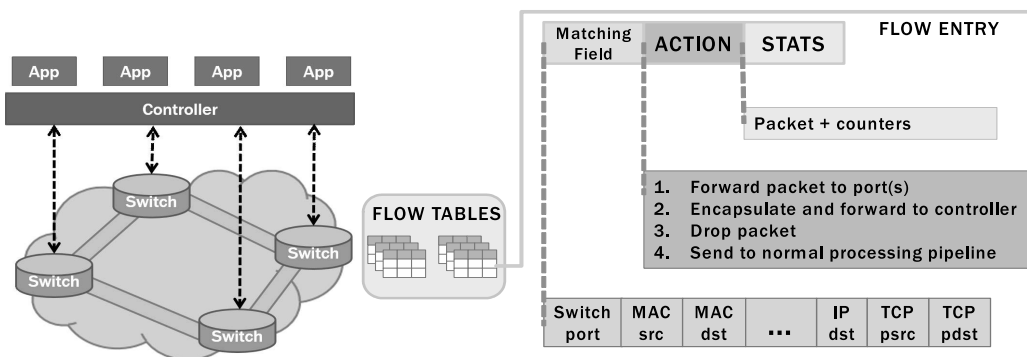 App App App App
Controller
Switch
Switch
Switch
Switch
FLOW TABLES
FLOW ENTRY
Matching
Field
ACTION
STATS
Packet + counters
1. Forward packet to port(s)
2. Encapsulate and forward to controller
3. Drop packet
4. Send to normal processing pipeline
Switch
port
MAC
src
MAC
dst
...
IP
dst
TCP
psrc
TCP
pdst